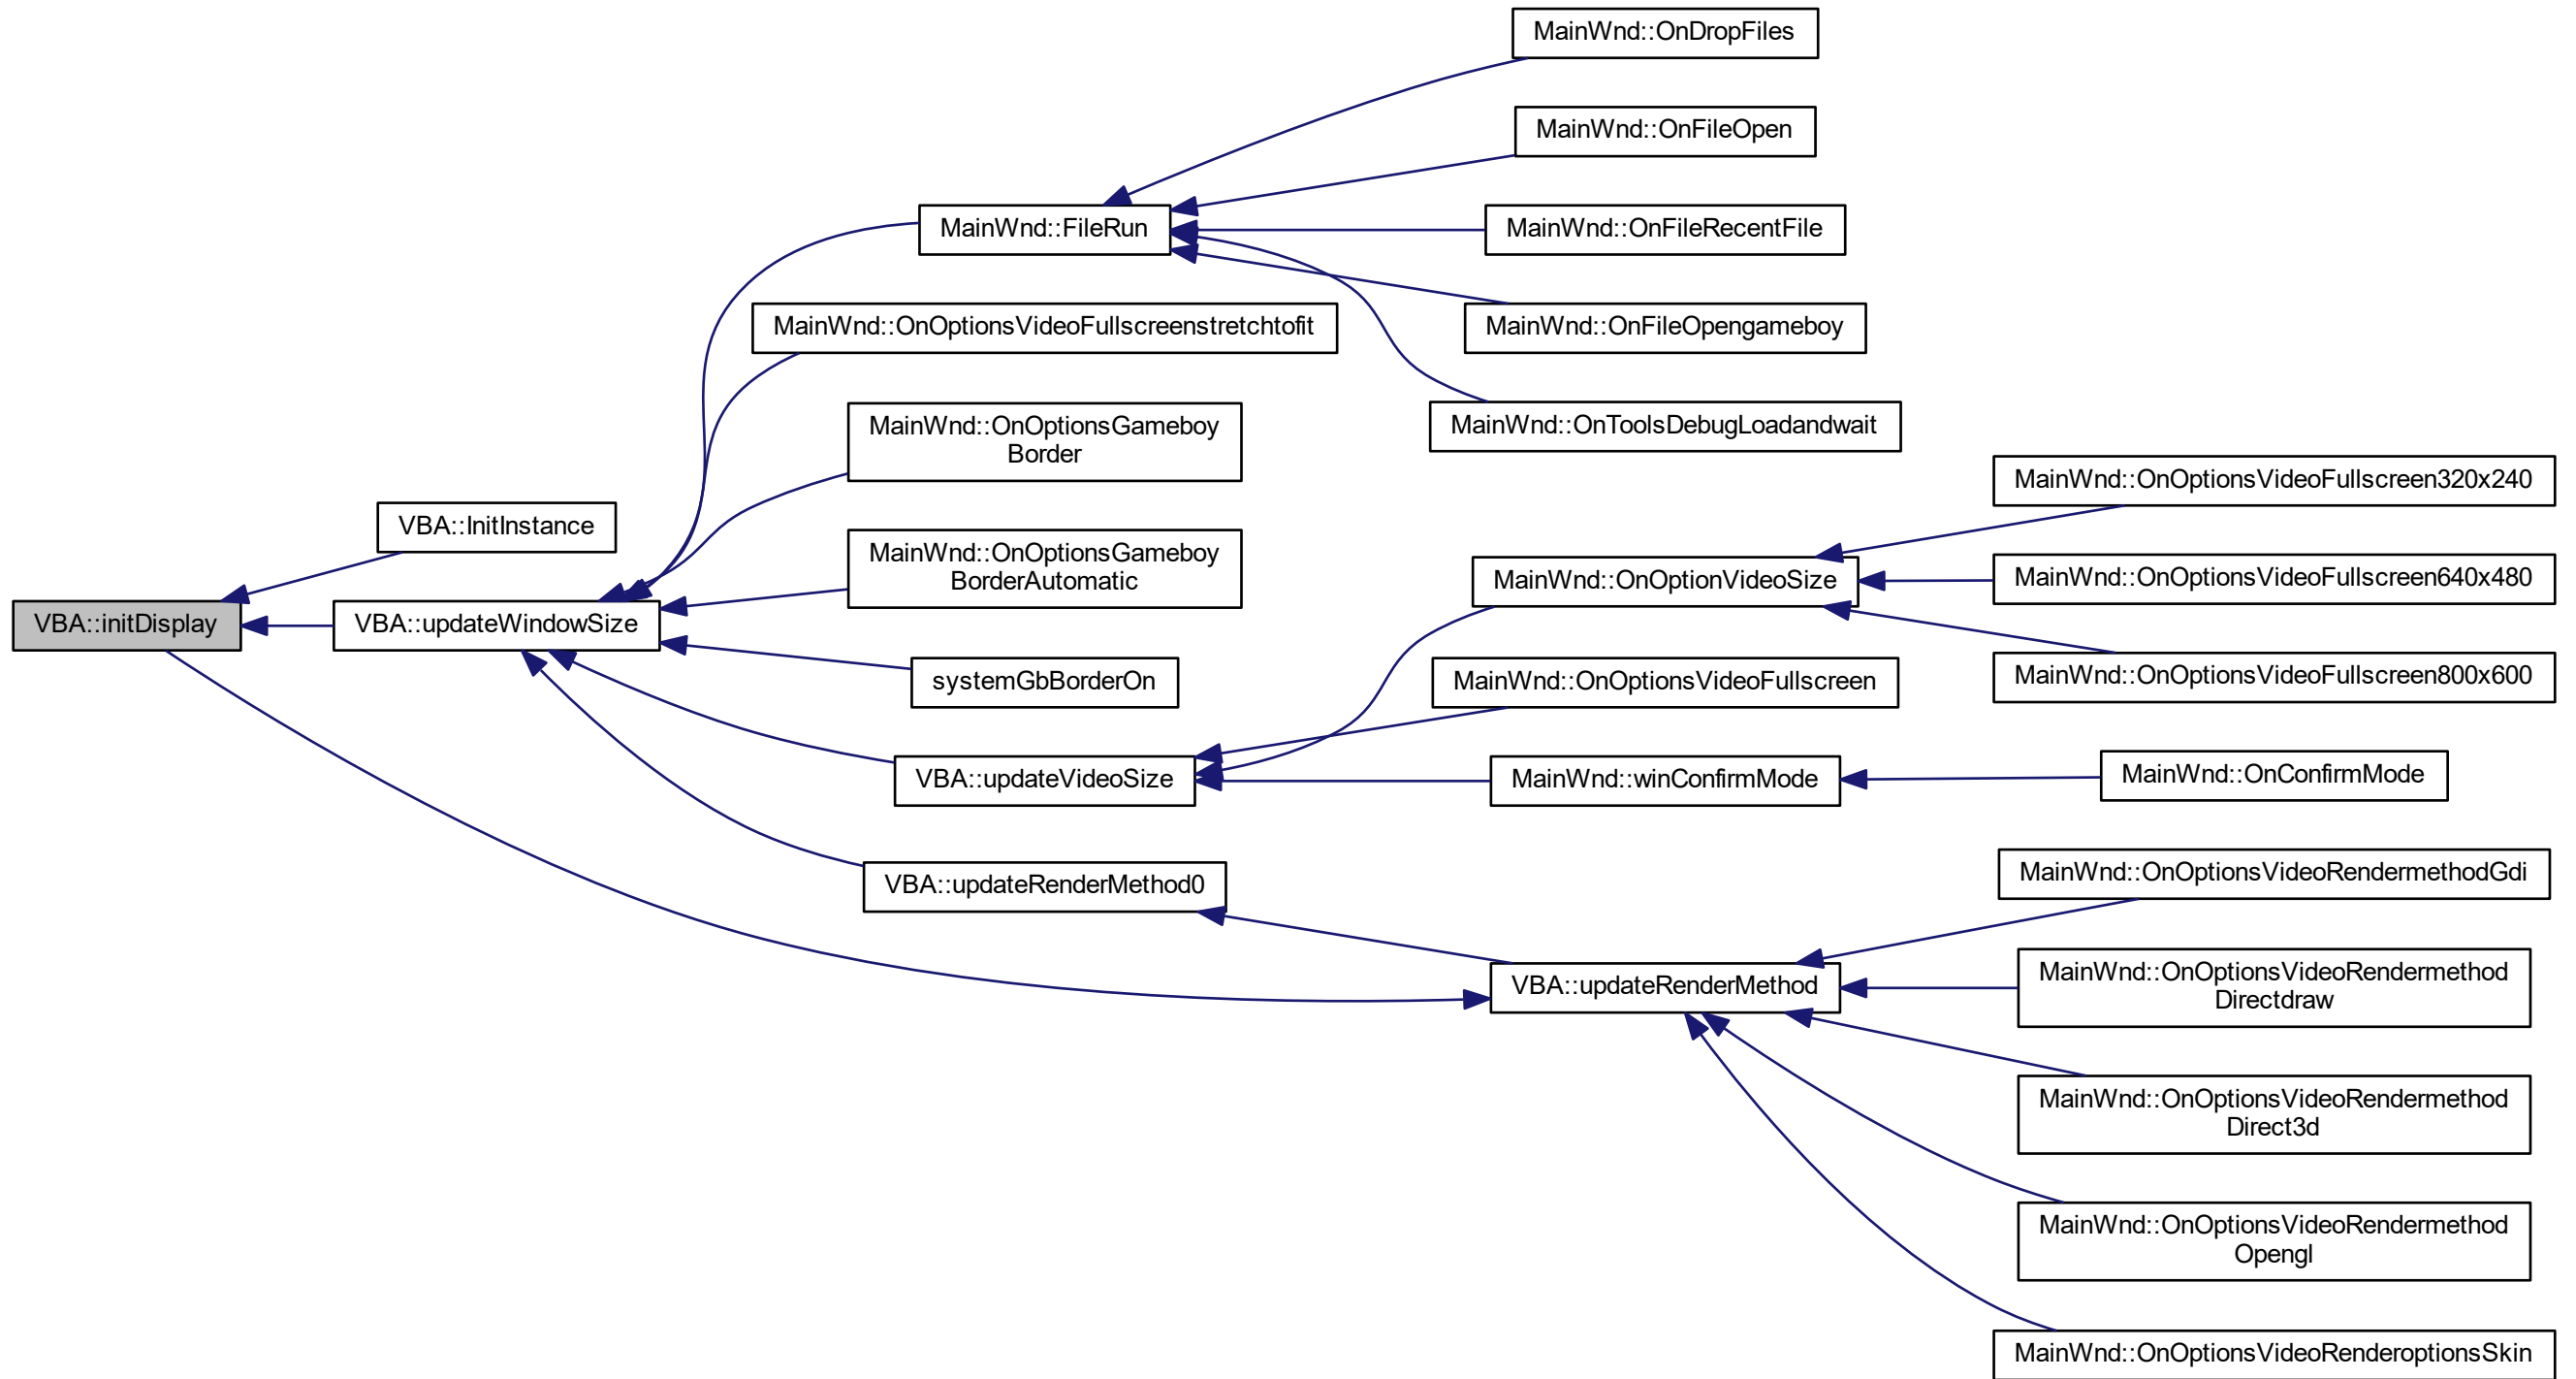 MainWnd::OnDropFiles
MainWnd::OnFileOpen
MainWnd::FileRun
MainWnd::OnFileRecentFile
MainWnd::OnOptionsVideoFullscreenstretchtofit
MainWnd::OnFileOpengameboy
MainWnd::OnOptionsGameboy
Border
MainWnd::OnToolsDebugLoadandwait
VBA::InitInstance
MainWnd::OnOptionsGameboy
BorderAutomatic
MainWnd::OnOptionsVideoFullscreen320x240
MainWnd::OnOptionVideoSize
MainWnd::OnOptionsVideoFullscreen640x480
VBA::initDisplay
VBA::updateWindowSize
systemGbBorderOn
MainWnd::OnOptionsVideoFullscreen
MainWnd::OnOptionsVideoFullscreen800x600
VBA::updateVideoSize
MainWnd::winConfirmMode
MainWnd::OnConfirmMode
VBA::updateRenderMethod0
MainWnd::OnOptionsVideoRendermethodGdi
VBA::updateRenderMethod
MainWnd::OnOptionsVideoRendermethod
Directdraw
MainWnd::OnOptionsVideoRendermethod
Direct3d
MainWnd::OnOptionsVideoRendermethod
Opengl
MainWnd::OnOptionsVideoRenderoptionsSkin